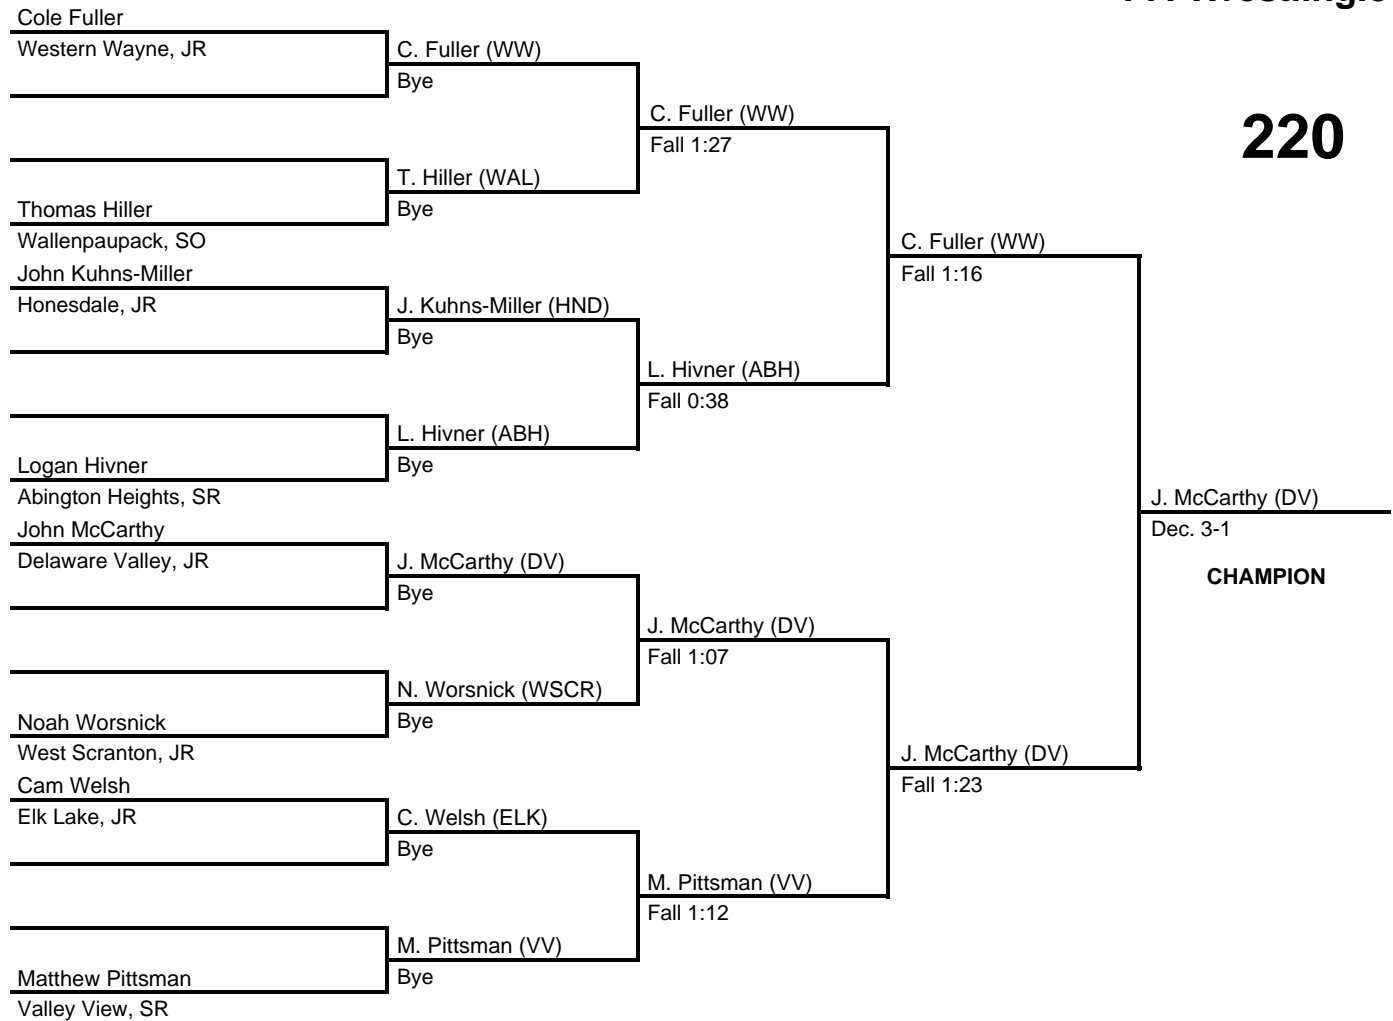 Cole Fuller
Western Wayne, JR
C. Fuller (WW)
Bye
C. Fuller (WW)
Fall 1:27
220
T. Hiller (WAL)
Thomas Hiller
Bye
Wallenpaupack, SO
C. Fuller (WW)
John Kuhns-Miller
Fall 1:16
Honesdale, JR
J. Kuhns-Miller (HND)
Bye
L. Hivner (ABH)
Fall 0:38
L. Hivner (ABH)
Logan Hivner
Bye
Abington Heights, SR
J. McCarthy (DV)
John McCarthy
Dec. 3-1
Delaware Valley, JR
J. McCarthy (DV)
CHAMPION
Bye
J. McCarthy (DV)
Fall 1:07
N. Worsnick (WSCR)
Noah Worsnick
Bye
West Scranton, JR
J. McCarthy (DV)
Cam Welsh
Fall 1:23
Elk Lake, JR
C. Welsh (ELK)
Bye
M. Pittsman (VV)
Fall 1:12
M. Pittsman (VV)
Matthew Pittsman
Bye
Valley View, SR